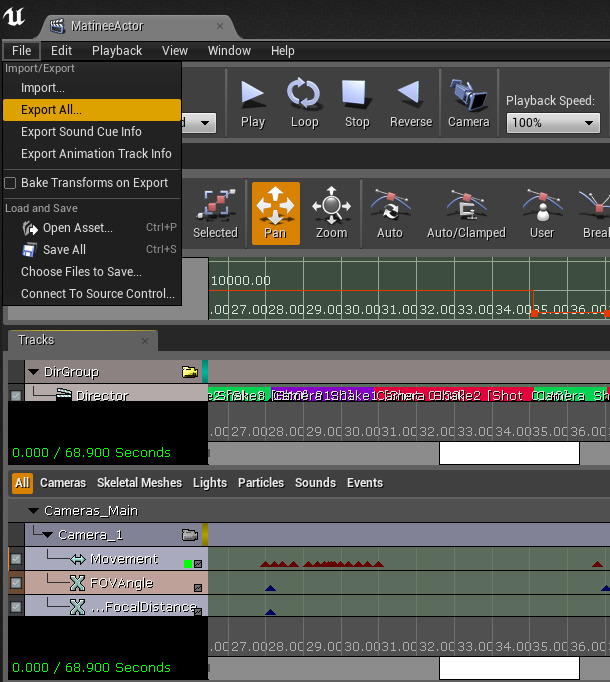 MatineeActor
File Edit Playback View Window Help
Import/Export
Import...
Export All...
Export Sound Cue Info
Export Animation Track Info
Bake Transforms on Export
Load and Save
Open Asset... Ctrl+P
Save All Ctrl+S
Choose Files to Save...
Connect To Source Control...
Play Loop Stop Reverse Camera
Playback Speed:
100%
Selected Pan Zoom Auto Auto/Clamped User Brea
10000.00
27.00 28.00 29.00 30.00 31.00 32.00 33.00 34.00 35.00 36.00
Tracks
DirGroup
Director
27.00 28.00 29.00 30.00 31.00 32.00 33.00 34.00 35.00 36.00
0.000 / 68.900 Seconds
All Cameras Skeletal Meshes Lights Particles Sounds Events
Cameras_Main
Camera_1
Movement
FOVAngle
...FocalDistance
27.00 28.00 29.00 30.00 31.00 32.00 33.00 34.00 35.00 36.00
0.000 / 68.900 Seconds